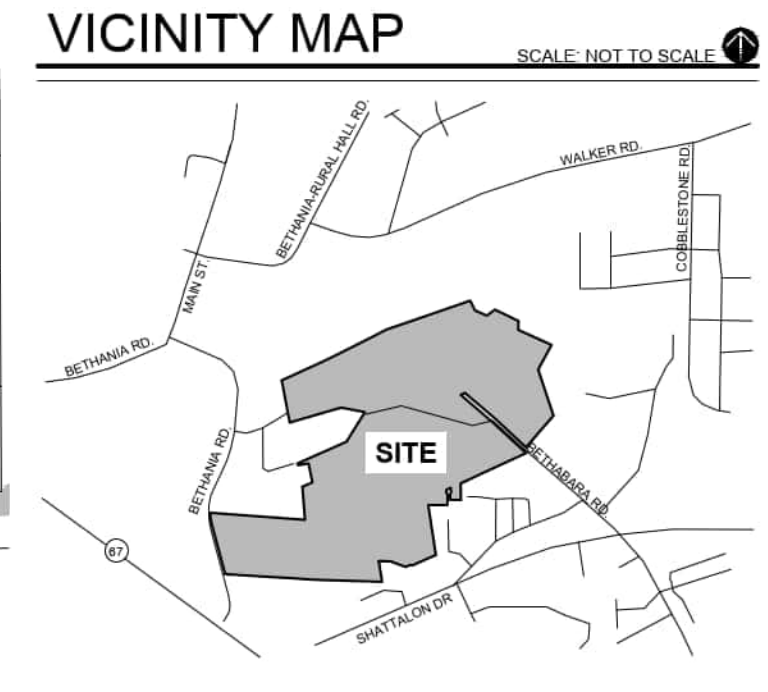 VICINITY MAP
SCALE: NOT TO SCALE
BETHANIA-RURAL HALL RD.
WALKER RD.
COBBLESTONE RD.
MAIN ST.
BETHANIA RD.
SITE
BETHANIA RD.
BETHABARA RD.
67
SHATTALON DR